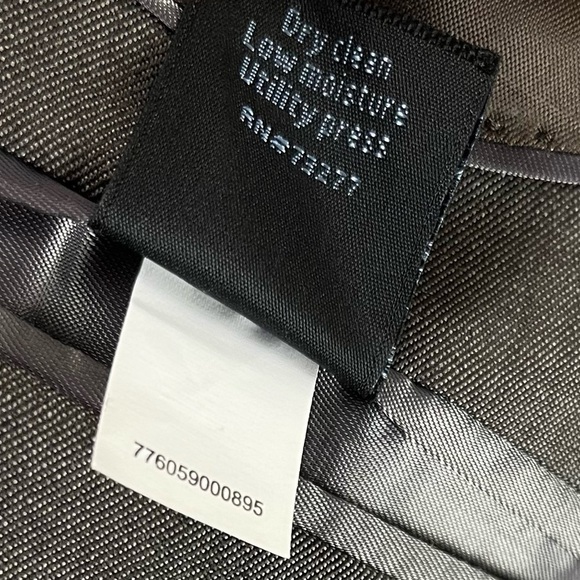 Dry clean
Low moisture
Utility press
RN#73277
776059000895